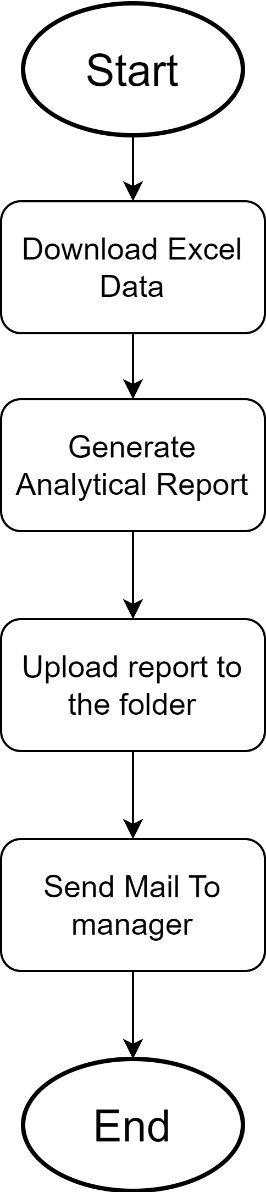 Start
Download Excel
Data
Generate
Analytical Report
Upload report to
the folder
Send Mail To
manager
End